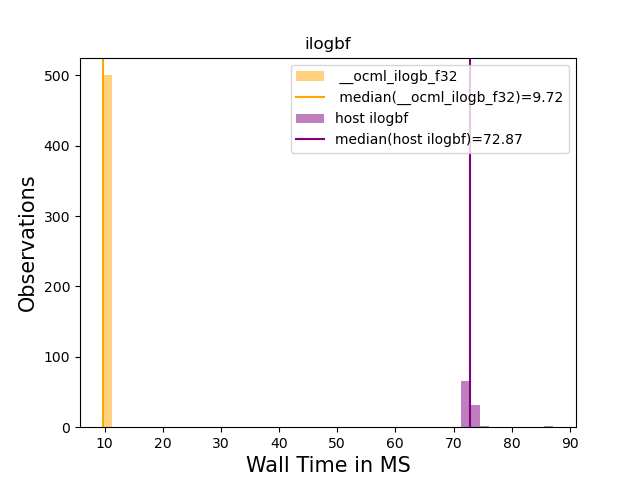 ilogbf
500
400
300
200
100
0
Observations
__ocml_ilogb_f32
median(__ocml_ilogb_f32)=9.72
host ilogbf
median(host ilogbf)=72.87
10 20 30 40 50 60 70 80 90
Wall Time in MS